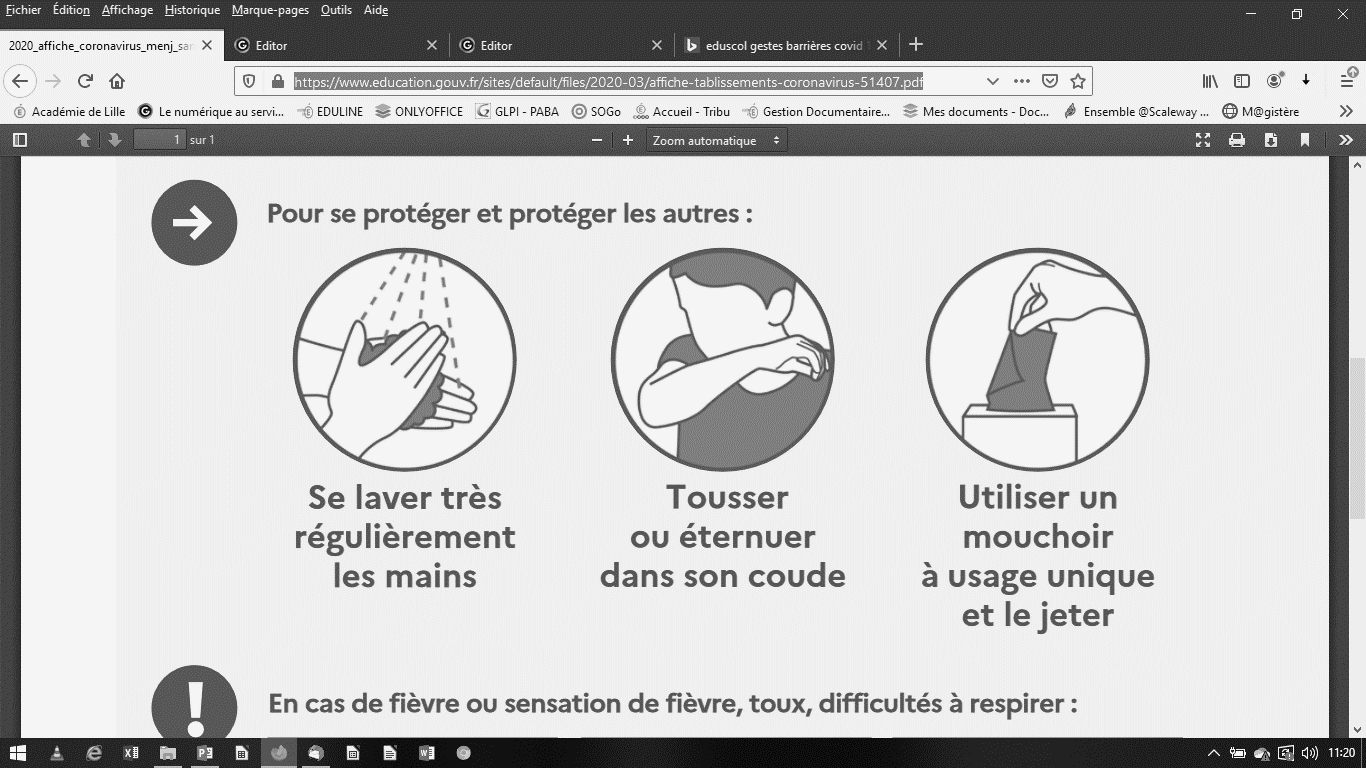 Fichier Édition Affichage Historique Marque-pages Outils Aide
2020_affiche_coronavirus_menj_sa
Editor
Editor
eduscol gestes barrières covid 1
https://www.education.gouv.fr/sites/default/files/2020-03/affiche-tablissements-coronavirus-51407.pdf
Académie de Lille Le numérique au servi... EDULINE ONLYOFFICE GLPI - PABA SOGo Accueil - Tribu Gestion Documentaire... Mes documents - Doc... Ensemble @Scaleway ... M@gistère
1 sur 1 Zoom automatique
Pour se protéger et protéger les autres :
Se laver très
régulièrement
les mains
Tousser
ou éternuer
dans son coude
Utiliser un
mouchoir
à usage unique
et le jeter
! En cas de fièvre ou sensation de fièvre, toux, difficultés à respirer :
11:20